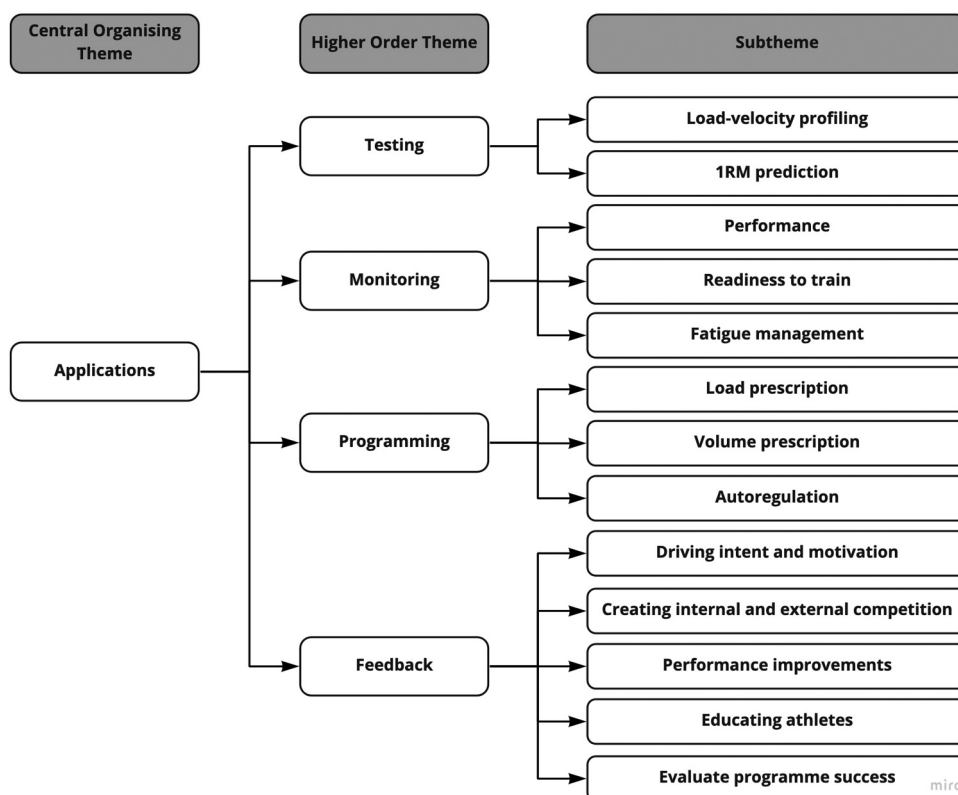 Central Organising
Theme
Higher Order Theme
Subtheme
Applications
Testing
Load-velocity profiling
1RM prediction
Monitoring
Performance
Readiness to train
Fatigue management
Programming
Load prescription
Volume prescription
Autoregulation
Feedback
Driving intent and motivation
Creating internal and external competition
Performance improvements
Educating athletes
Evaluate programme success